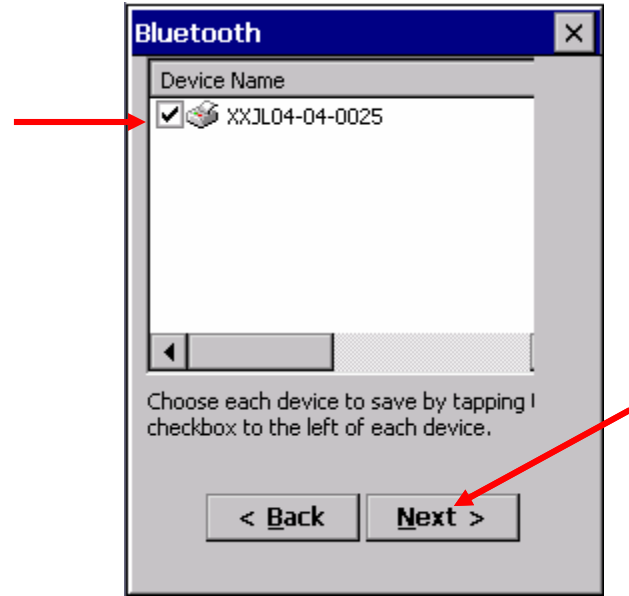 Bluetooth
Device Name
XXJL04-04-0025
Choose each device to save by tapping
checkbox to the left of each device.
< Back
Next >